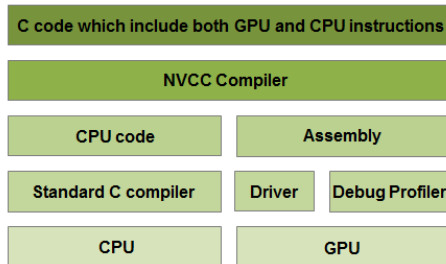 C code which include both GPU and CPU instructions
NVCC Compiler
CPU code
Assembly
Standard C compiler
Driver
Debug Profiler
CPU
GPU